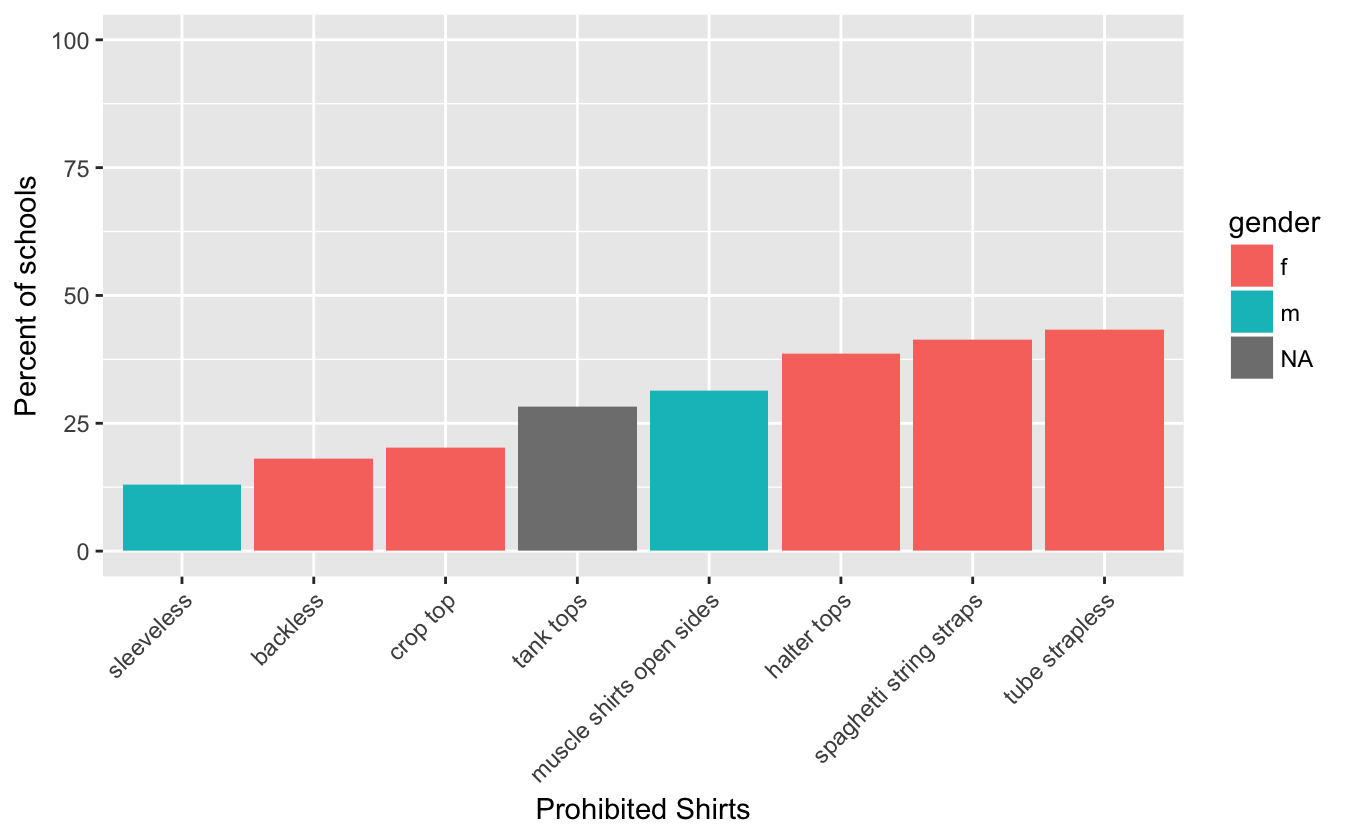 100
75
50
25
0
Percent of schools
sleeveless
backless
crop top
tank tops
muscle shirts open sides
halter tops
spaghetti string straps
tube strapless
Prohibited Shirts
gender
f
m
NA